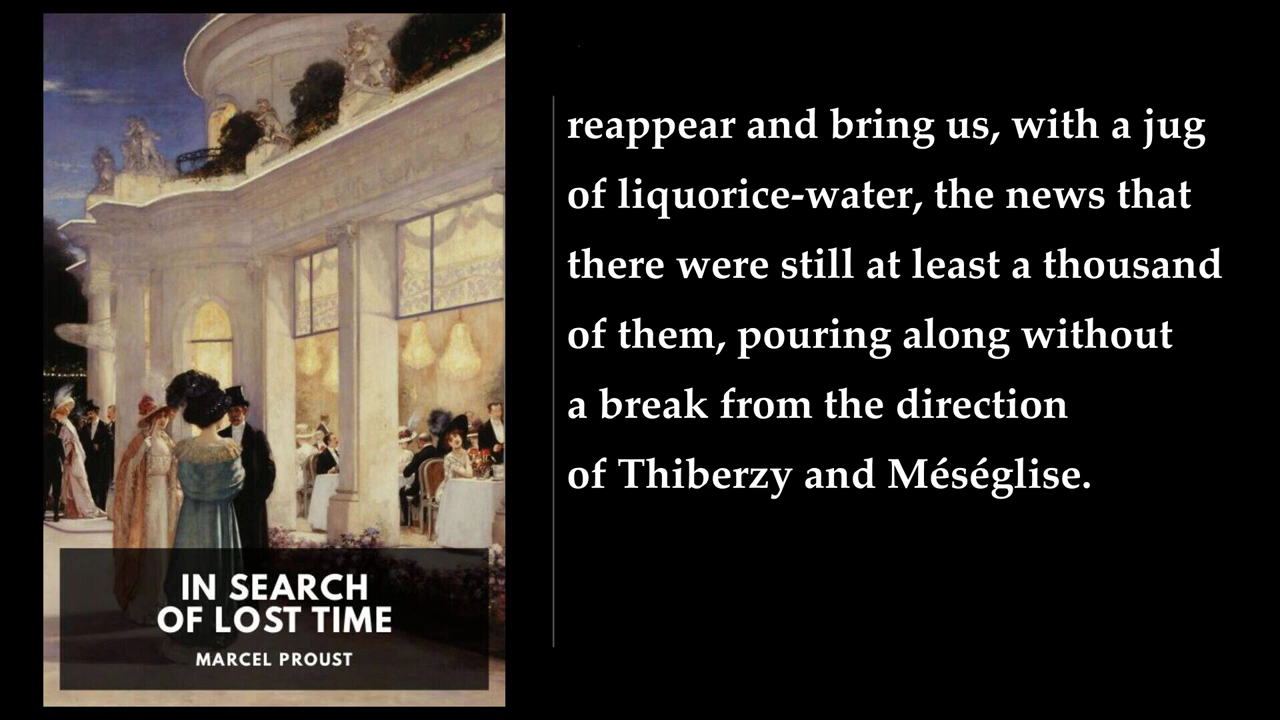 reappear and bring us, with a jug
of liquorice-water, the news that
there were still at least a thousand
of them, pouring along without
a break from the direction
of Thiberzy and Méséglise.
IN SEARCH
OF LOST TIME
MARCEL PROUST